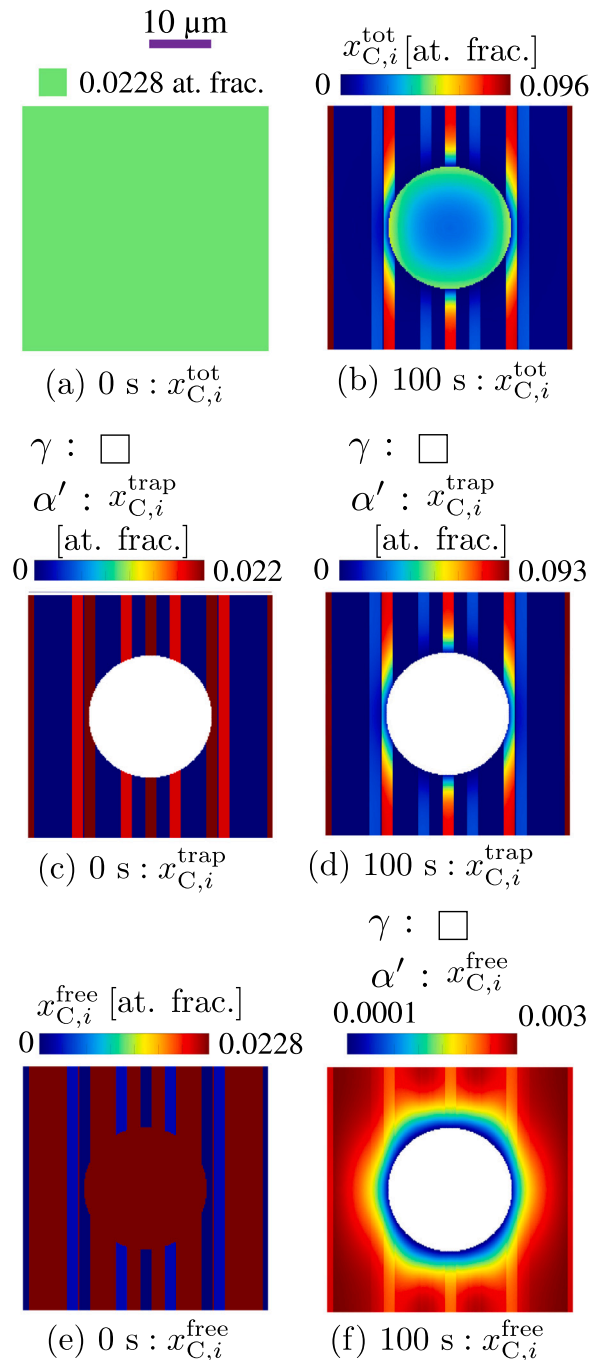 10 µm
0.0228 at. frac.
x_{C,i}^{tot} [at. frac.]
0 0.096
(a) 0 s : x_{C,i}^{tot}
(b) 100 s : x_{C,i}^{tot}
γ : □
α′ : x_{C,i}^{trap}
[at. frac.]
0 0.022
γ : □
α′ : x_{C,i}^{trap}
[at. frac.]
0 0.093
(c) 0 s : x_{C,i}^{trap}
(d) 100 s : x_{C,i}^{trap}
x_{C,i}^{free} [at. frac.]
0 0.0228
γ : □
α′ : x_{C,i}^{free}
0.0001 0.003
(e) 0 s : x_{C,i}^{free}
(f) 100 s : x_{C,i}^{free}